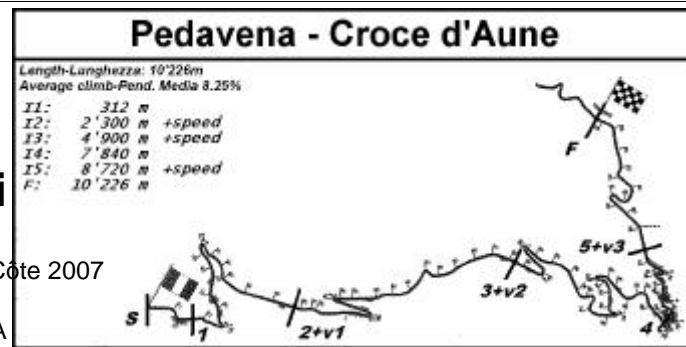 Pedavena - Croce d'Aune
Length-Lunghezza: 10'226m
Average climb-Pend. Media 8.25%
I1: 312 m
I2: 2'300 m +speed
I3: 4'900 m +speed
I4: 7'840 m
I5: 8'720 m +speed
F: 10'226 m
i
F
Côte 2007
5+v3
3+v2
S
1
2+v1
4
A